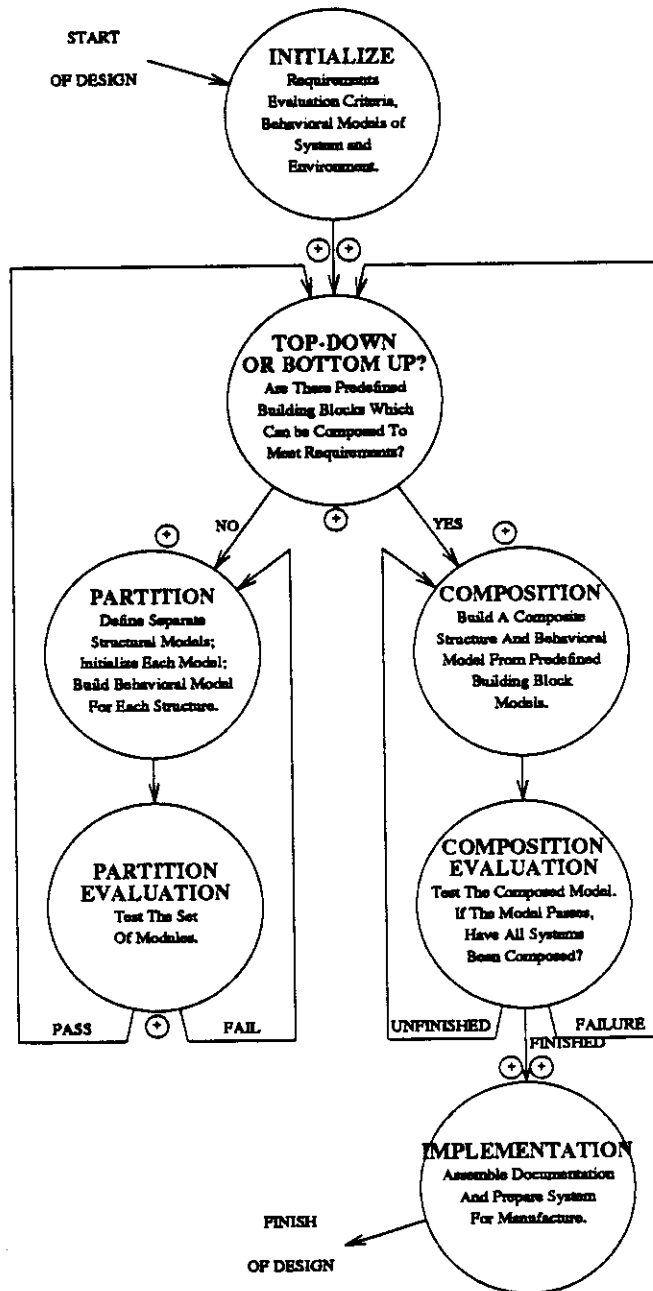 START
OF DESIGN
INITIALIZE
Requirements
Evaluation Criteria,
Behavioral Models of
System and
Environment.
+ +
TOP-DOWN
OR BOTTOM UP?
Are There Predefined
Building Blocks Which
Can be Composed To
Meet Requirements?
NO
+
+
YES
+
PARTITION
Define Separate
Structural Models;
Initialize Each Model;
Build Behavioral Model
For Each Structure.
COMPOSITION
Build A Composite
Structure And Behavioral
Model From Predefined
Building Block
Models.
PARTITION
EVALUATION
Test The Set
Of Modules.
COMPOSITION
EVALUATION
Test The Composed Model.
If The Model Passes,
Have All Systems
Been Composed?
PASS
+
FAIL
UNFINISHED
FAILURE
FINISHED
+ +
IMPLEMENTATION
Assemble Documentation
And Prepare System
For Manufacture.
FINISH
OF DESIGN